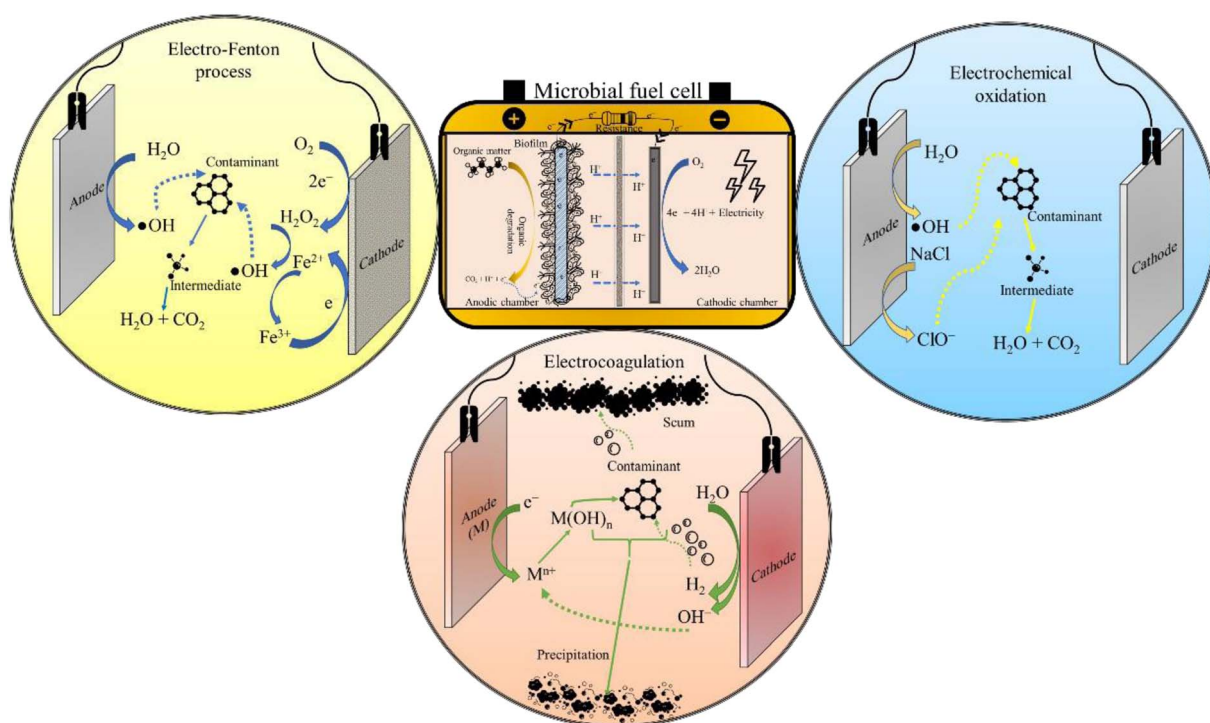 Electro-Fenton
process
Anode
H₂O
•OH
Contaminant
Intermediate
H₂O + CO₂
O₂
2e⁻
H₂O₂
•OH
Fe²⁺
e
Fe³⁺
Cathode
Microbial fuel cell
+
−
e⁻
e⁻
Resistance
e⁻
e⁻
Biofilm
Organic matter
Organic
degradation
CO₂ + H⁺ + e⁻
Anodic chamber
H⁺
H⁺
H⁺
H⁻
H⁻
H⁻
O₂
4e − 4H + Electricity
2H₂O
Cathodic chamber
Electrochemical
oxidation
Anode
H₂O
•OH
NaCl
ClO⁻
Contaminant
Intermediate
H₂O + CO₂
Cathode
Electrocoagulation
Scum
Contaminant
Anode
(M)
e⁻
M(OH)ₙ
Mⁿ⁺
H₂O
H₂
OH⁻
Cathode
Precipitation